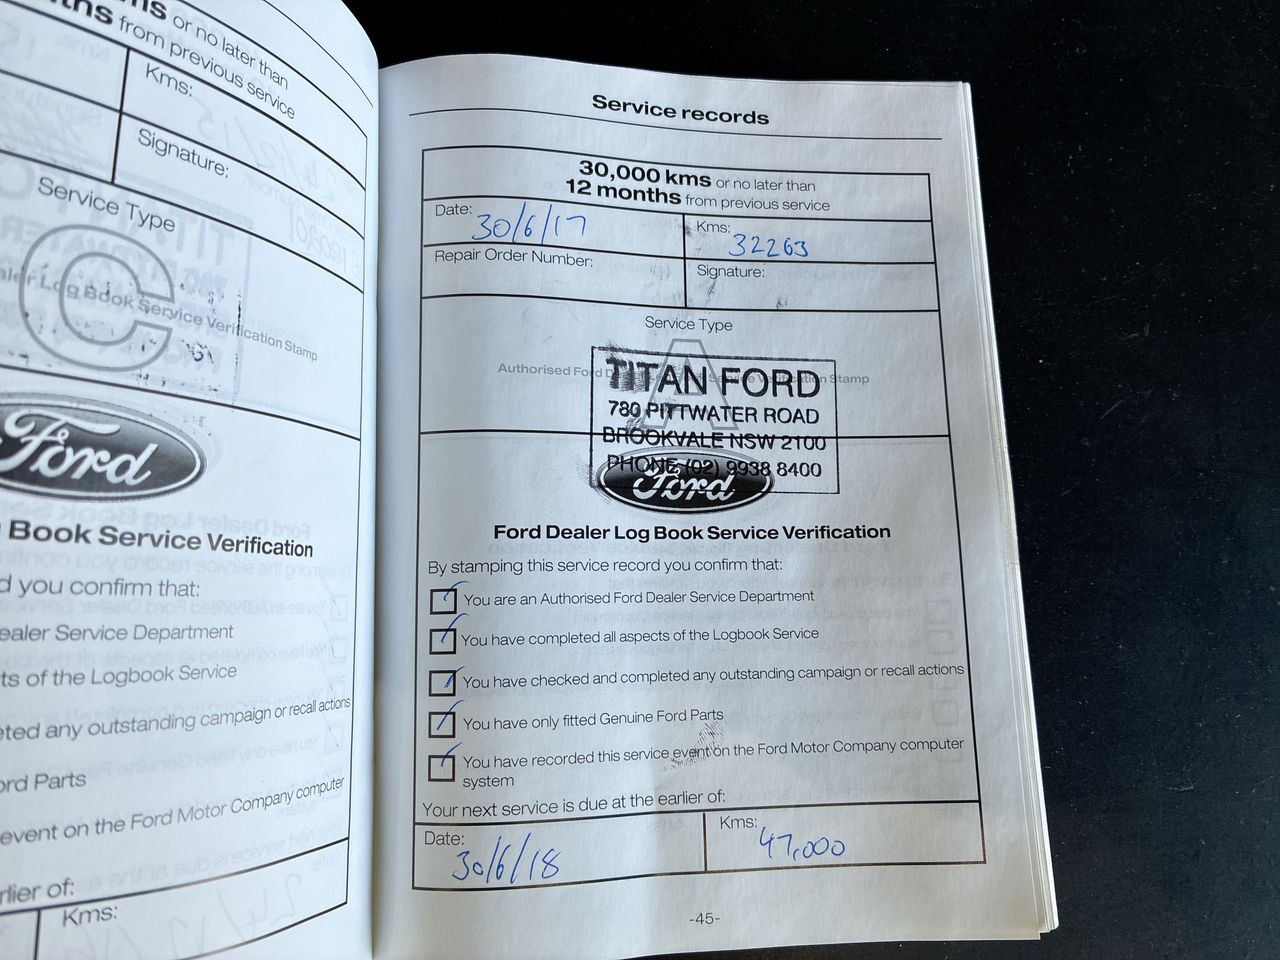 ms or no later than
ths from previous service
Kms:
Signature:
Service Type
C
aler Log Book Service Verification Stamp
Ford
Book Service Verification
d you confirm that:
ealer Service Department
ts of the Logbook Service
eted any outstanding campaign or recall actions
ord Parts
event on the Ford Motor Company computer
rlier of:
Kms:
Service records
30,000 kms or no later than
12 months from previous service
Date: 30/6/17
Kms: 32263
Repair Order Number:
Signature:
Service Type
A
Authorised Ford D
Stamp
TITAN FORD
780 PITTWATER ROAD
BROOKVALE NSW 2100
PHONE (02) 9938 8400
Ford
Ford Dealer Log Book Service Verification
By stamping this service record you confirm that:
You are an Authorised Ford Dealer Service Department
You have completed all aspects of the Logbook Service
You have checked and completed any outstanding campaign or recall actions
You have only fitted Genuine Ford Parts
You have recorded this service event on the Ford Motor Company computer
system
Your next service is due at the earlier of:
Date: 30/6/18
Kms: 47,000
-45-